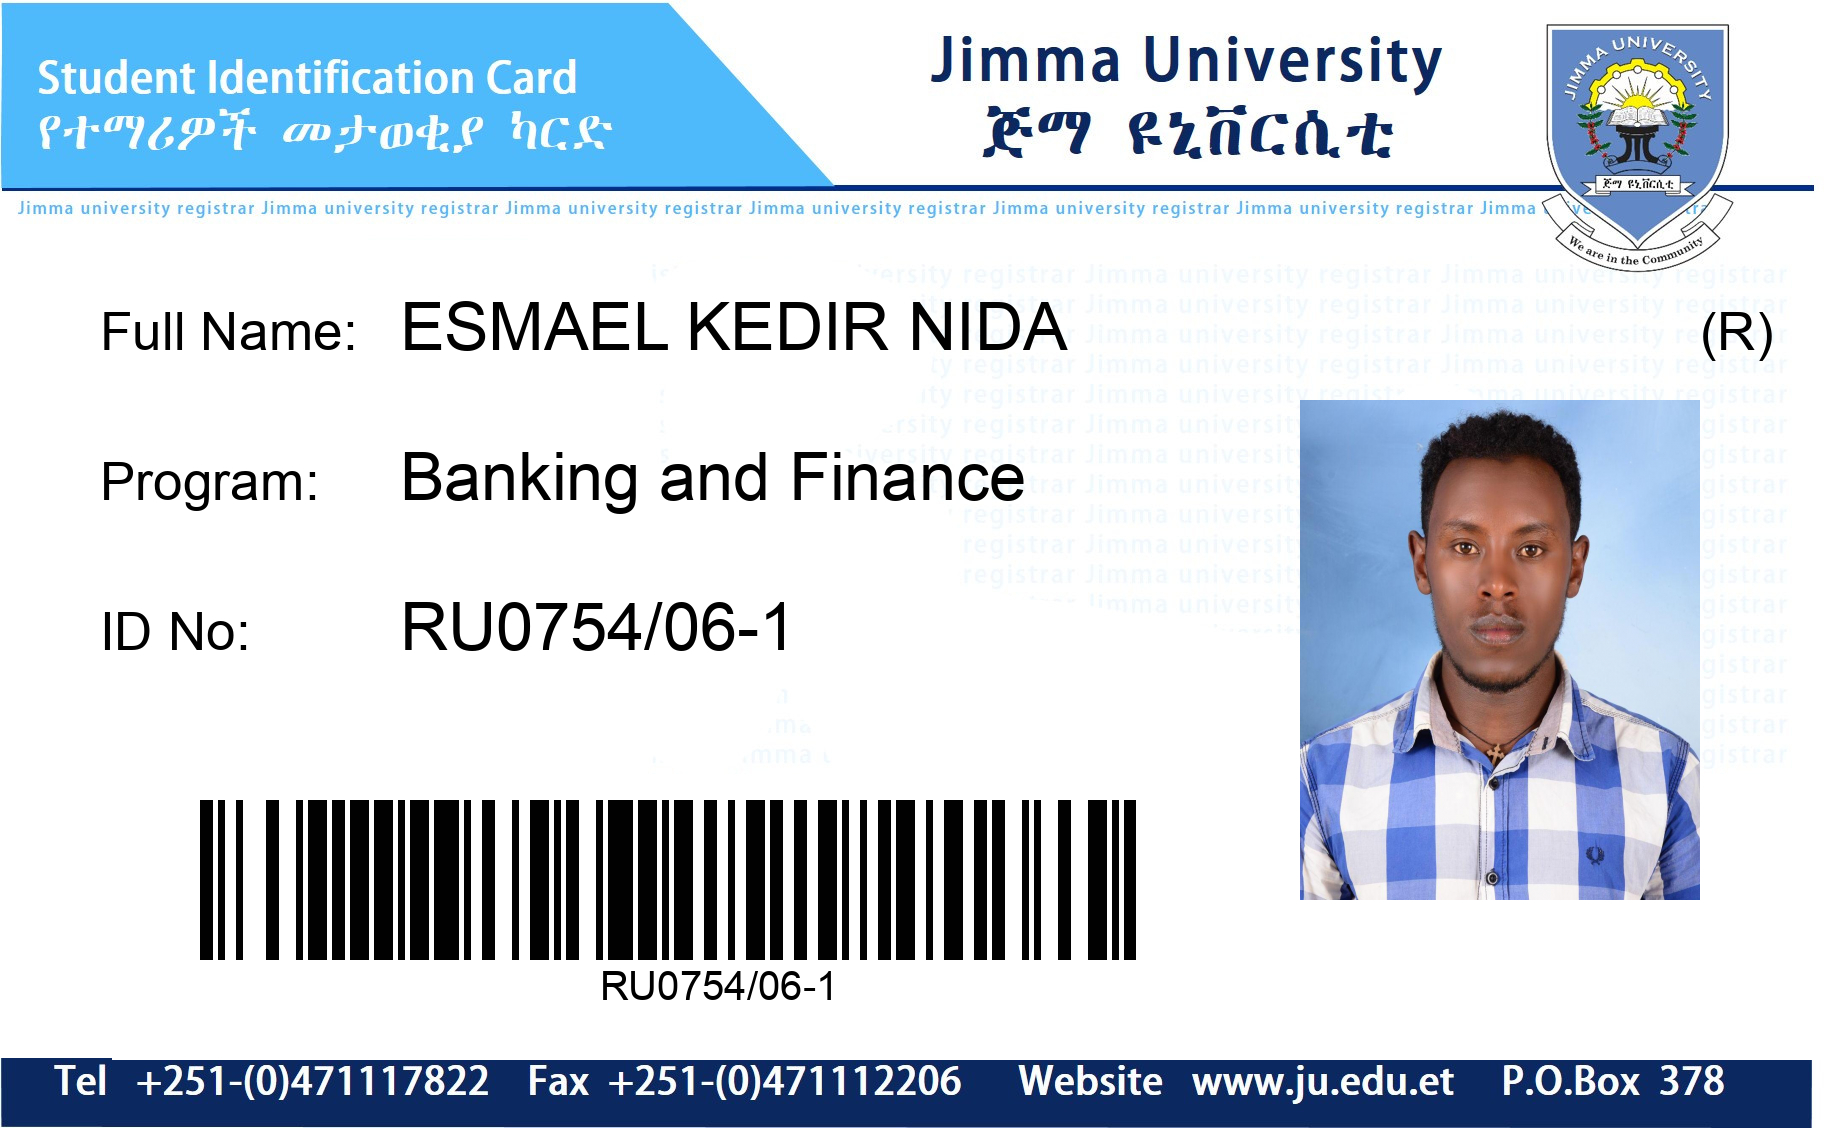 Student Identification Card
የተማሪዎች መታወቂያ ካርድ
Jimma University
ጅማ ዩኒቨርሲቲ
JIMMA UNIVERSITY
ጅማ ዩኒቨርሲቲ
We are in the Community
Jimma university registrar Jimma university registrar Jimma university registrar Jimma university registrar Jimma university registrar Jimma university registrar Jimma
Full Name: ESMAEL KEDIR NIDA (R)
Program: Banking and Finance
ID No: RU0754/06-1
RU0754/06-1
Tel +251-(0)471117822 Fax +251-(0)471112206 Website www.ju.edu.et P.O.Box 378